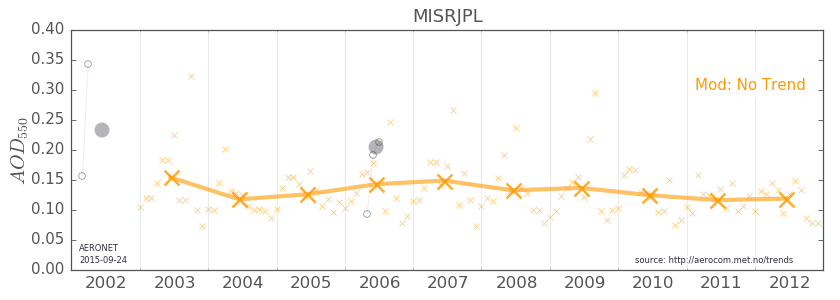 MISRJPL
0.40
0.35
0.30
0.25
0.20
0.15
0.10
0.05
0.00
AOD550
Mod: No Trend
AERONET
2015-09-24
source: http://aerocom.met.no/trends
2002 2003 2004 2005 2006 2007 2008 2009 2010 2011 2012